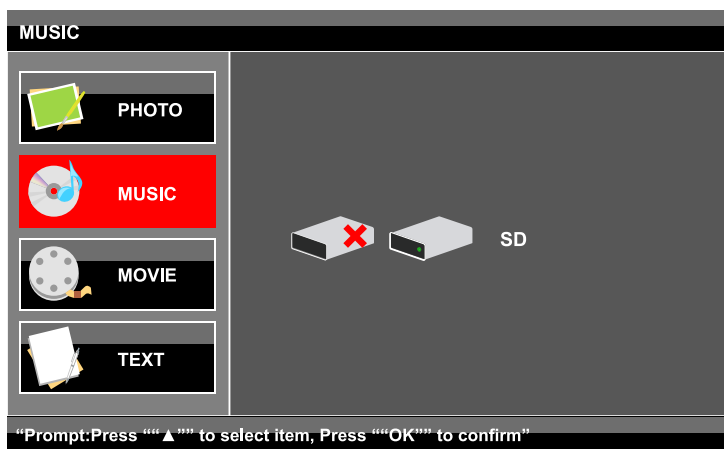 MUSIC
PHOTO
MUSIC
SD
MOVIE
TEXT
“Prompt:Press ““▲”” to select item, Press ““OK”” to confirm”